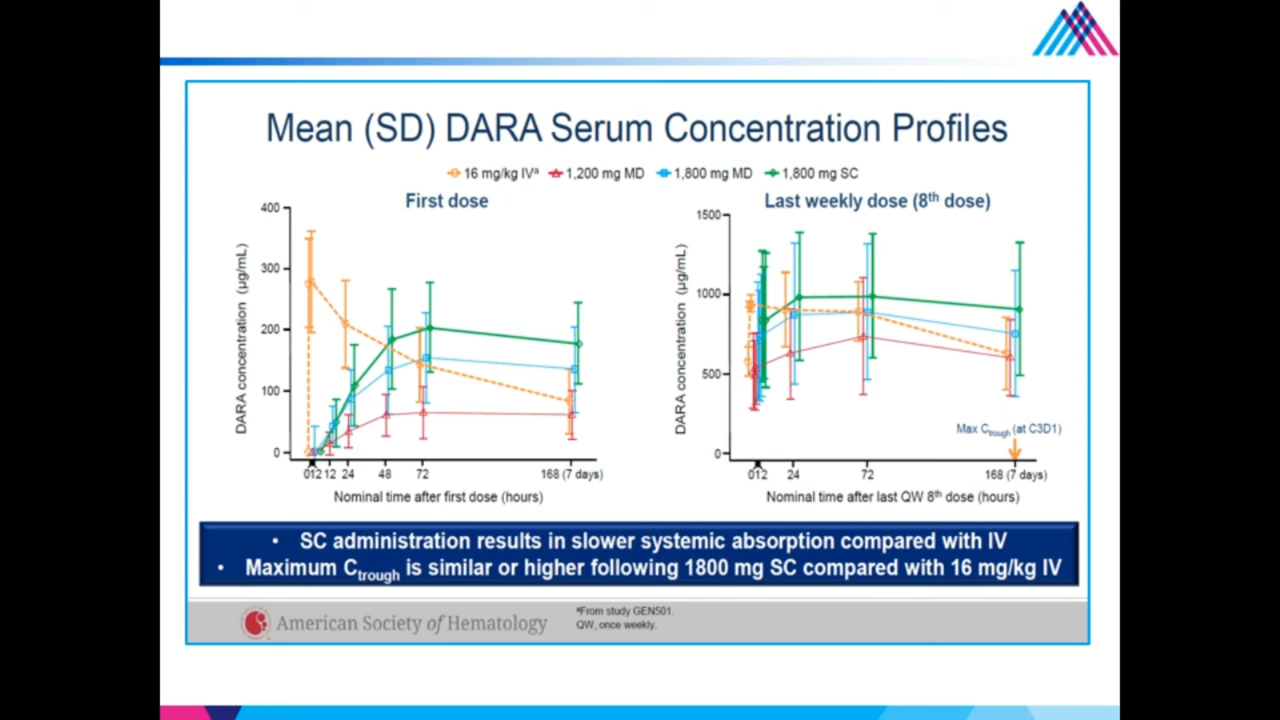 Mean (SD) DARA Serum Concentration Profiles
16 mg/kg IVª 1,200 mg MD 1,800 mg MD 1,800 mg SC
First dose
400
300
200
100
0
DARA concentration (µg/mL)
012 12 24 48 72 168 (7 days)
Nominal time after first dose (hours)
Last weekly dose (8th dose)
1500
1000
500
0
DARA concentration (µg/mL)
Max Ctrough (at C3D1)
012 24 72 168 (7 days)
Nominal time after last QW 8th dose (hours)
• SC administration results in slower systemic absorption compared with IV
• Maximum Ctrough is similar or higher following 1800 mg SC compared with 16 mg/kg IV
American Society of Hematology
ªFrom study GEN501.
QW, once weekly.